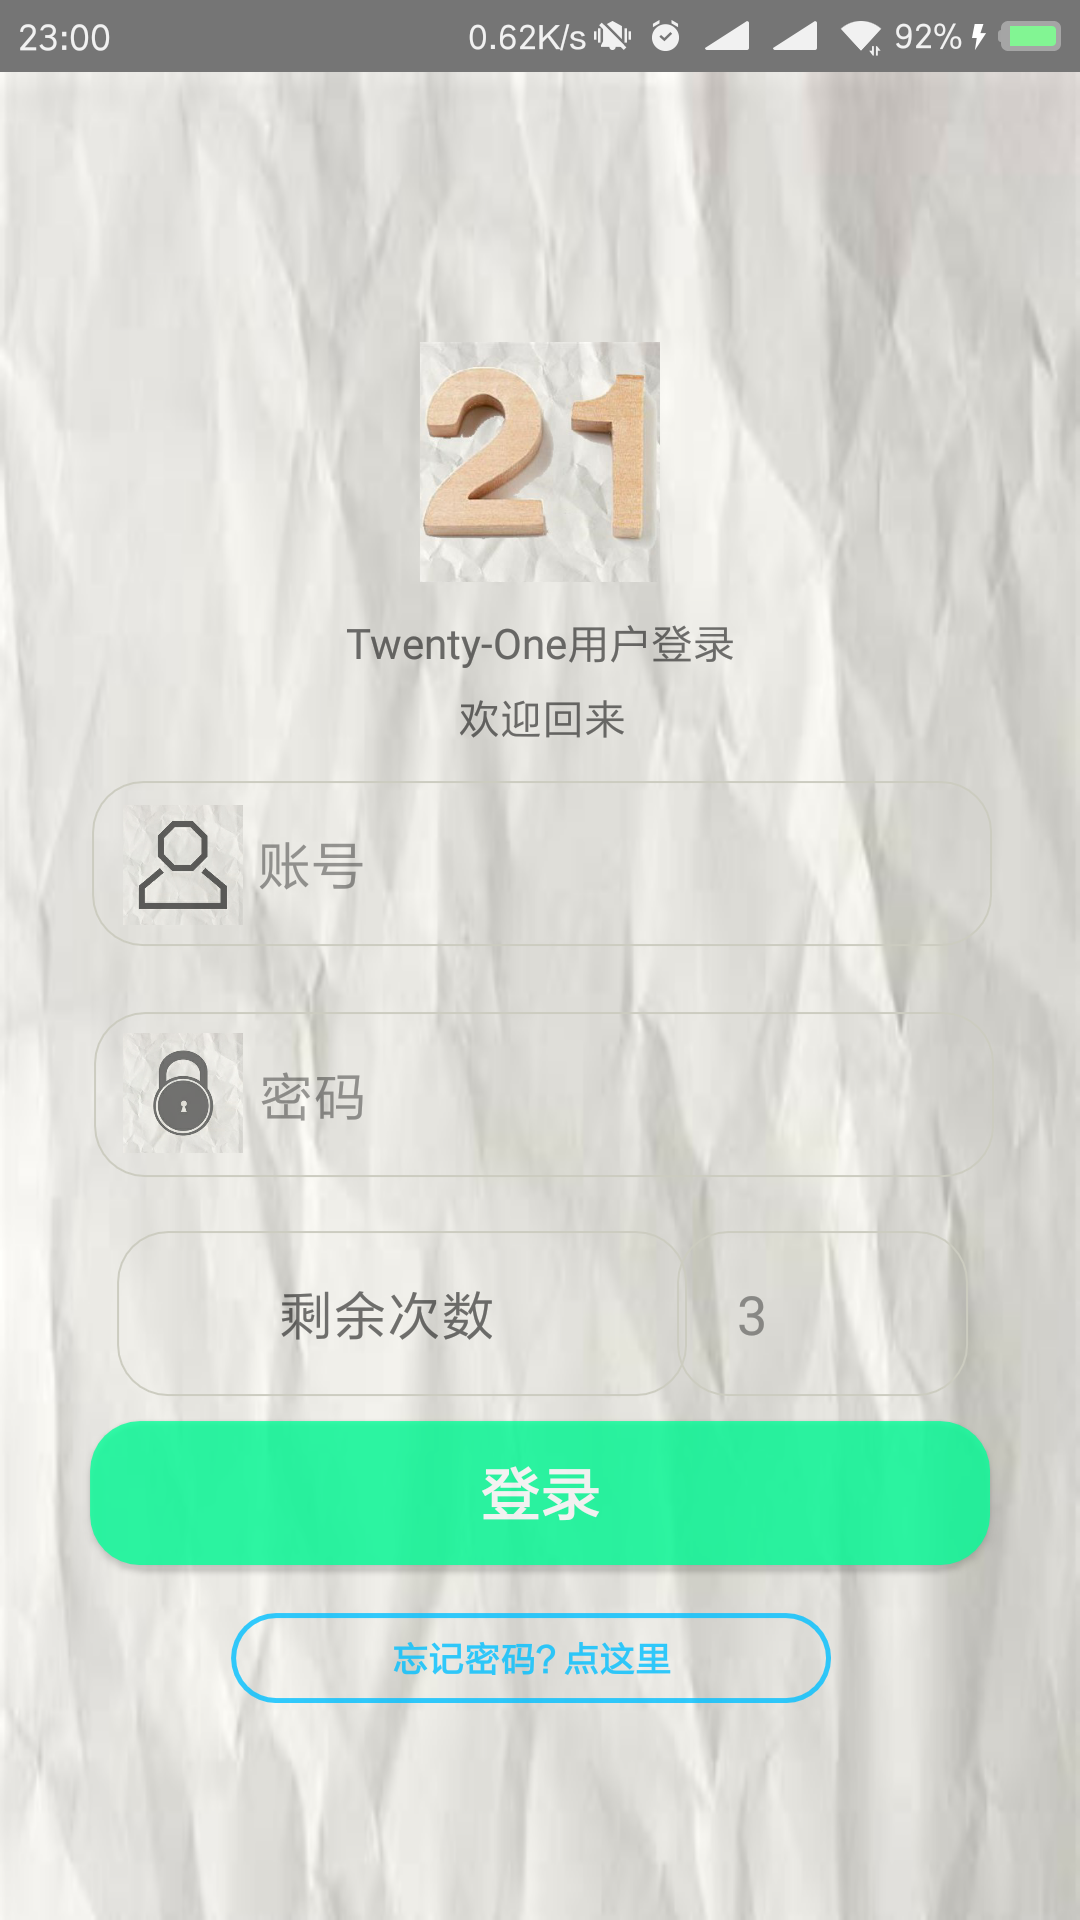 23:00 0.62K/s 92%
21
Twenty-One用户登录
欢迎回来
账号
密码
剩余次数 3
登录
忘记密码? 点这里